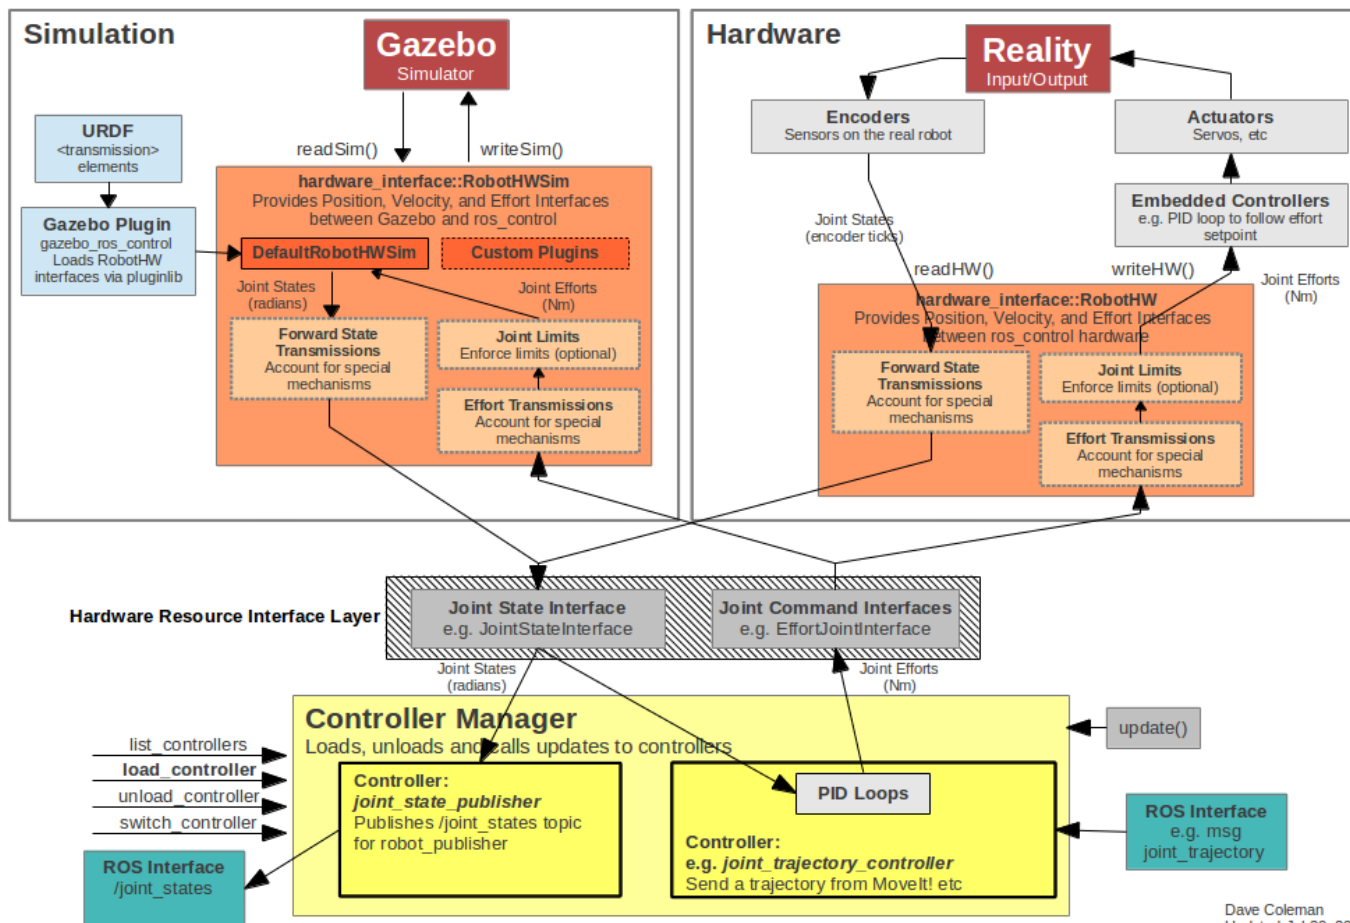 Simulation
Gazebo
Simulator
URDF
<transmission>
elements
readSim()
writeSim()
Gazebo Plugin
gazebo_ros_control
Loads RobotHW
interfaces via pluginlib
hardware_interface::RobotHWSim
Provides Position, Velocity, and Effort Interfaces
between Gazebo and ros_control
DefaultRobotHWSim
Custom Plugins
Joint States
(radians)
Joint Efforts
(Nm)
Forward State
Transmissions
Account for special
mechanisms
Joint Limits
Enforce limits (optional)
Effort Transmissions
Account for special
mechanisms
Hardware
Reality
Input/Output
Encoders
Sensors on the real robot
Actuators
Servos, etc
Embedded Controllers
e.g. PID loop to follow effort
setpoint
Joint States
(encoder ticks)
readHW()
writeHW()
Joint Efforts
(Nm)
hardware_interface::RobotHW
Provides Position, Velocity, and Effort Interfaces
between ros_control hardware
Forward State
Transmissions
Account for special
mechanisms
Joint Limits
Enforce limits (optional)
Effort Transmissions
Account for special
mechanisms
Hardware Resource Interface Layer
Joint State Interface
e.g. JointStateInterface
Joint Command Interfaces
e.g. EffortJointInterface
Joint States
(radians)
Joint Efforts
(Nm)
Controller Manager
Loads, unloads and calls updates to controllers
update()
list_controllers
load_controller
unload_controller
switch_controller
Controller:
joint_state_publisher
Publishes /joint_states topic
for robot_publisher
PID Loops
Controller:
e.g. joint_trajectory_controller
Send a trajectory from MoveIt! etc
ROS Interface
e.g. msg
joint_trajectory
ROS Interface
/joint_states
Dave Coleman